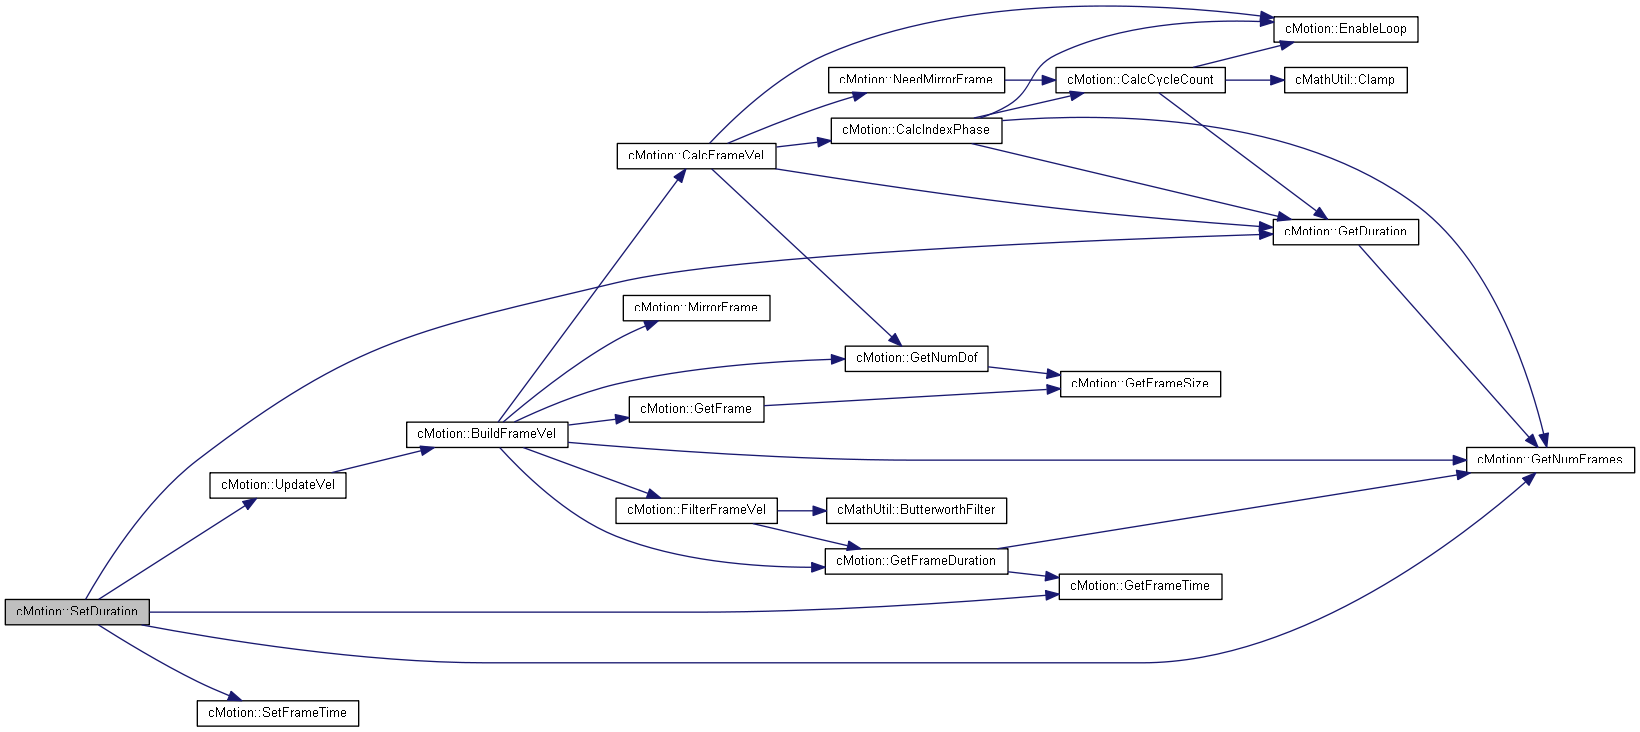 cMotion::EnableLoop
cMotion::NeedMirrorFrame
cMotion::CalcCycleCount
cMathUtil::Clamp
cMotion::CalcIndexPhase
cMotion::CalcFrameVel
cMotion::GetDuration
cMotion::MirrorFrame
cMotion::GetNumDof
cMotion::GetFrameSize
cMotion::GetFrame
cMotion::BuildFrameVel
cMotion::GetNumFrames
cMotion::UpdateVel
cMotion::FilterFrameVel
cMathUtil::ButterworthFilter
cMotion::GetFrameDuration
cMotion::GetFrameTime
cMotion::SetDuration
cMotion::SetFrameTime